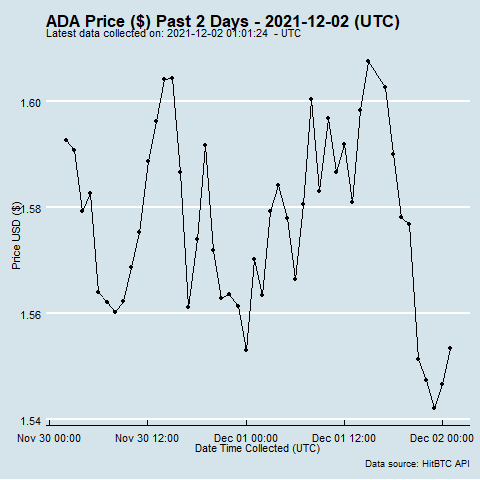 ADA Price ($) Past 2 Days - 2021-12-02 (UTC)
Latest data collected on: 2021-12-02 01:01:24 - UTC
1.60
1.58
1.56
1.54
Price USD ($)
Nov 30 00:00 Nov 30 12:00 Dec 01 00:00 Dec 01 12:00 Dec 02 00:00
Date Time Collected (UTC)
Data source: HitBTC API